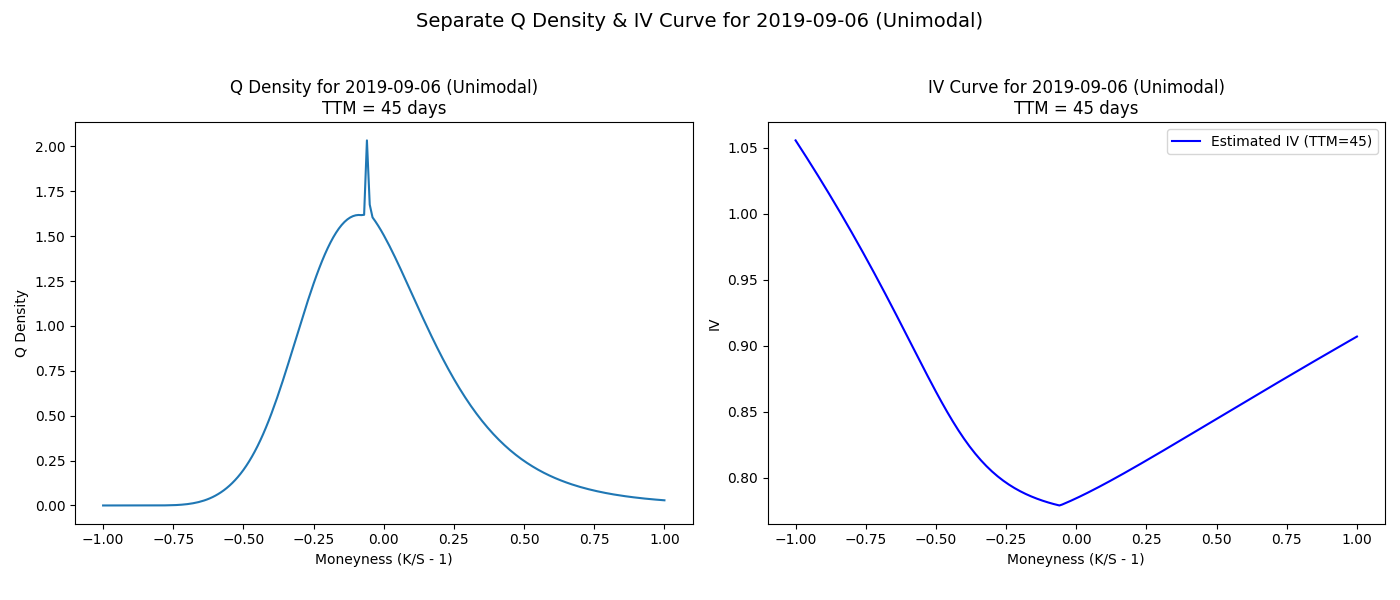 Separate Q Density & IV Curve for 2019-09-06 (Unimodal)
Q Density for 2019-09-06 (Unimodal)
TTM = 45 days
2.00
1.75
1.50
1.25
1.00
0.75
0.50
0.25
0.00
Q Density
−1.00 −0.75 −0.50 −0.25 0.00 0.25 0.50 0.75 1.00
Moneyness (K/S - 1)
IV Curve for 2019-09-06 (Unimodal)
TTM = 45 days
Estimated IV (TTM=45)
1.05
1.00
0.95
0.90
0.85
0.80
IV
−1.00 −0.75 −0.50 −0.25 0.00 0.25 0.50 0.75 1.00
Moneyness (K/S - 1)